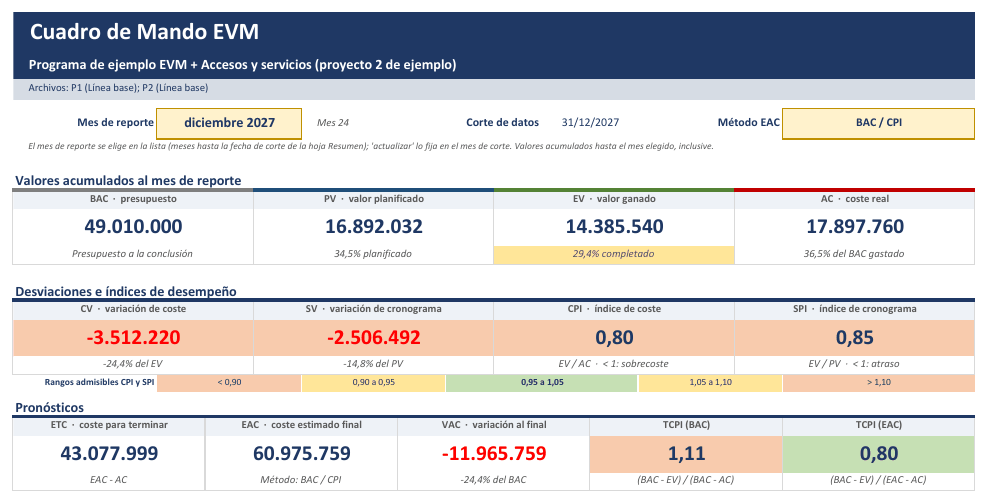 Cuadro de Mando EVM
Programa de ejemplo EVM + Accesos y servicios (proyecto 2 de ejemplo)
Archivos: P1 (Línea base); P2 (Línea base)
Mes de reporte diciembre 2027 Mes 24 Corte de datos 31/12/2027 Método EAC BAC / CPI
El mes de reporte se elige en la lista (meses hasta la fecha de corte de la hoja Resumen); 'actualizar' lo fija en el mes de corte. Valores acumulados hasta el mes elegido, inclusive.
Valores acumulados al mes de reporte
BAC · presupuesto PV · valor planificado EV · valor ganado AC · coste real
49.010.000 16.892.032 14.385.540 17.897.760
Presupuesto a la conclusión 34,5% planificado 29,4% completado 36,5% del BAC gastado
Desviaciones e índices de desempeño
CV · variación de coste SV · variación de cronograma CPI · índice de coste SPI · índice de cronograma
-3.512.220 -2.506.492 0,80 0,85
-24,4% del EV -14,8% del PV EV / AC · < 1: sobrecoste EV / PV · < 1: atraso
Rangos admisibles CPI y SPI < 0,90 0,90 a 0,95 0,95 a 1,05 1,05 a 1,10 > 1,10
Pronósticos
ETC · coste para terminar EAC · coste estimado final VAC · variación al final TCPI (BAC) TCPI (EAC)
43.077.999 60.975.759 -11.965.759 1,11 0,80
EAC - AC Método: BAC / CPI -24,4% del BAC (BAC - EV) / (BAC - AC) (BAC - EV) / (EAC - AC)